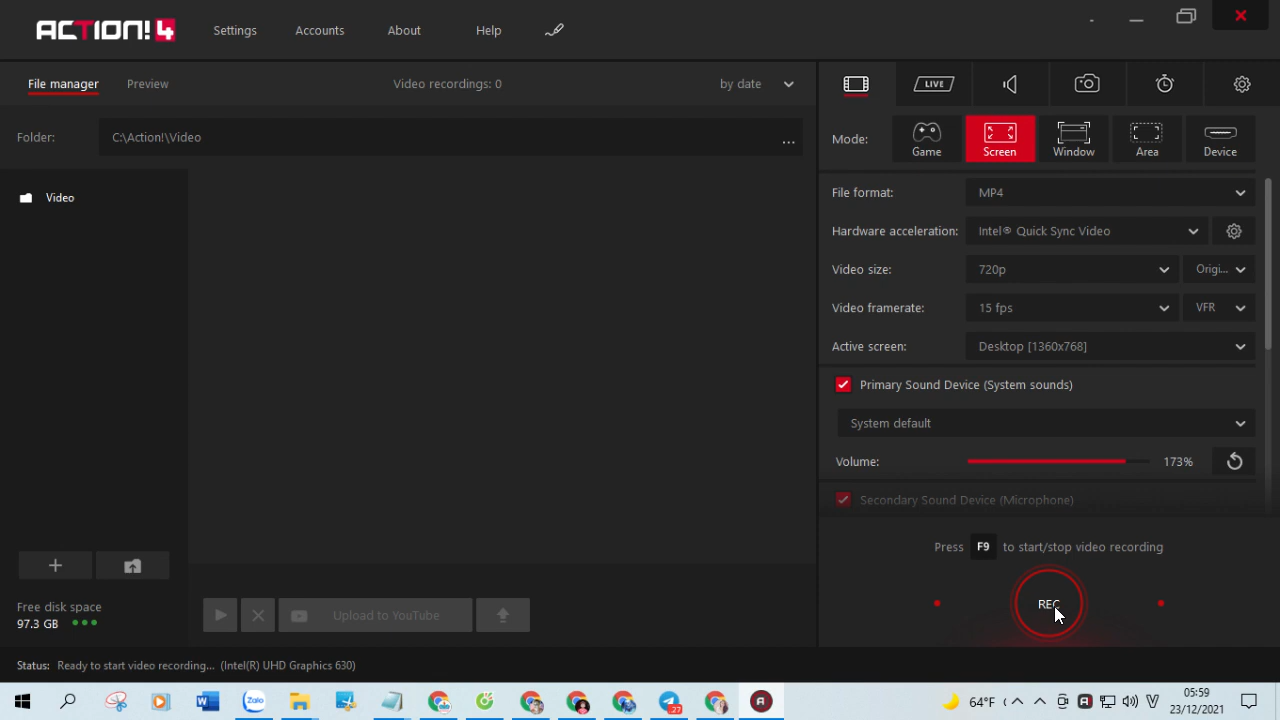 ACTION! 4
Settings Accounts About Help
File manager Preview Video recordings: 0 by date
LIVE
Folder: C:\Action!\Video ...
Mode: Game Screen Window Area Device
Video
File format: MP4
Hardware acceleration: Intel® Quick Sync Video
Video size: 720p Origi...
Video framerate: 15 fps VFR
Active screen: Desktop [1360x768]
Primary Sound Device (System sounds)
System default
Volume: 173%
Secondary Sound Device (Microphone)
Press F9 to start/stop video recording
REC
Free disk space
97.3 GB
Upload to YouTube
Status: Ready to start video recording... (Intel(R) UHD Graphics 630)
Zalo
27
64°F
05:59
23/12/2021